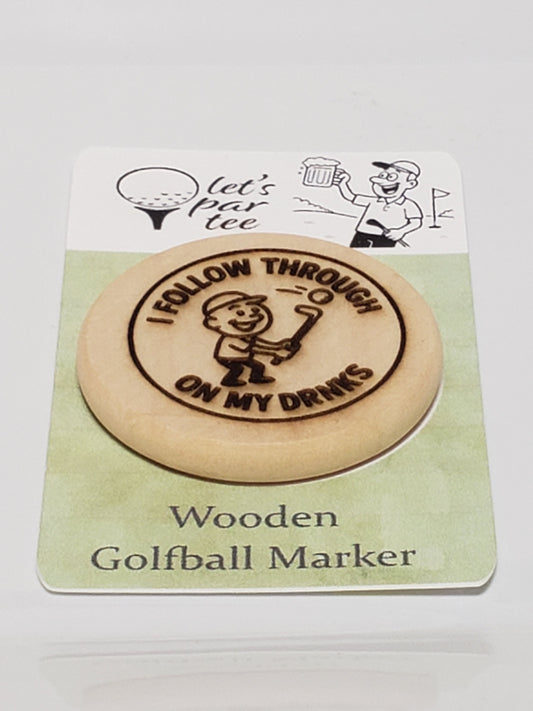 let's
par
tee
I FOLLOW THROUGH
ON MY DRNKS
Wooden
Golfball Marker